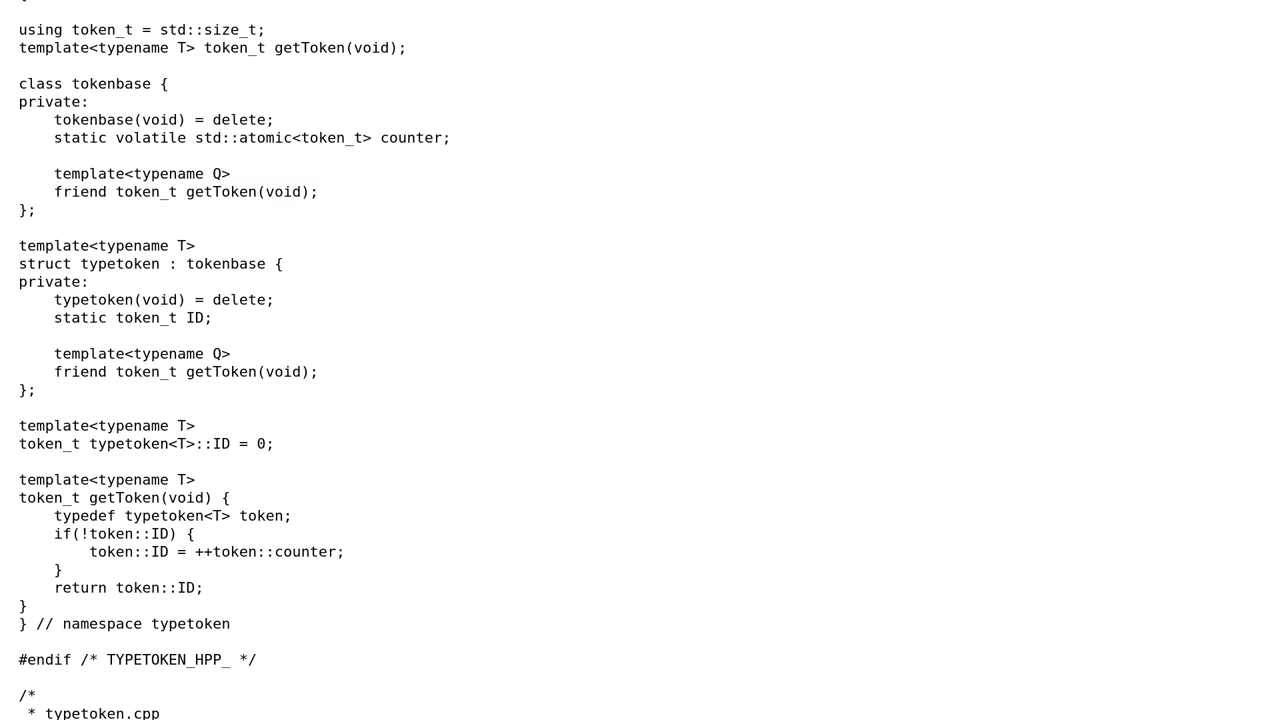 {
using token_t = std::size_t;
template<typename T> token_t getToken(void);
class tokenbase {
private:
    tokenbase(void) = delete;
    static volatile std::atomic<token_t> counter;
    template<typename Q>
    friend token_t getToken(void);
};
template<typename T>
struct typetoken : tokenbase {
private:
    typetoken(void) = delete;
    static token_t ID;
    template<typename Q>
    friend token_t getToken(void);
};
template<typename T>
token_t typetoken<T>::ID = 0;
template<typename T>
token_t getToken(void) {
    typedef typetoken<T> token;
    if(!token::ID) {
        token::ID = ++token::counter;
    }
    return token::ID;
}
} // namespace typetoken
#endif /* TYPETOKEN_HPP_ */
/*
 * typetoken.cpp